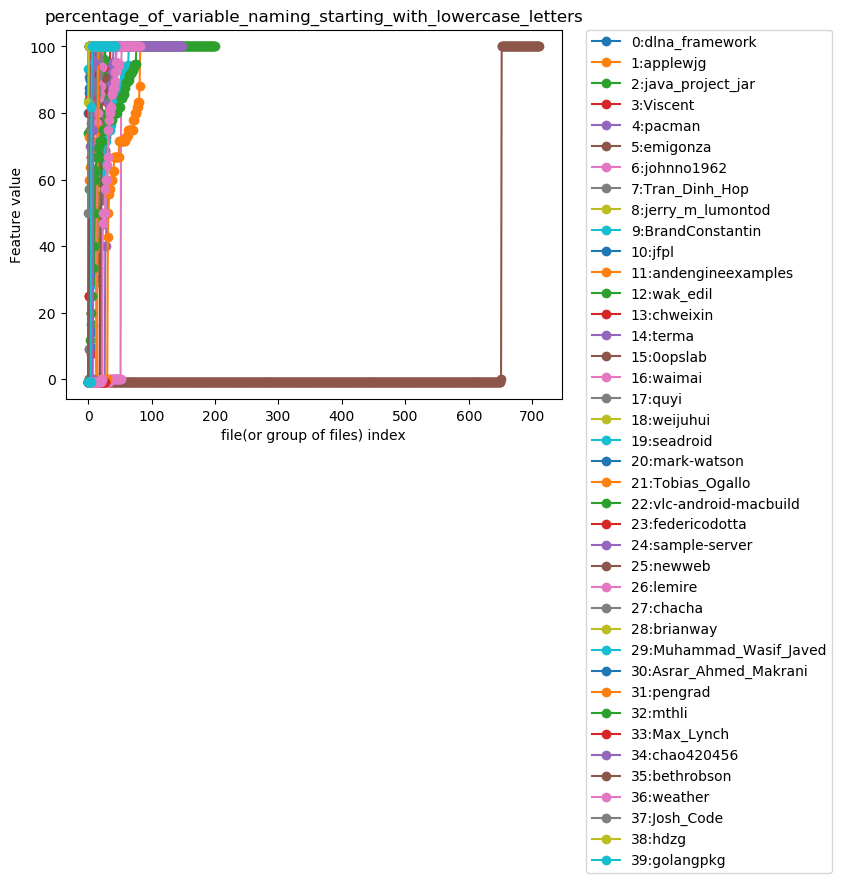 percentage_of_variable_naming_starting_with_lowercase_letters
100
80
60
40
20
0
Feature value
0 100 200 300 400 500 600 700
file(or group of files) index
0:dlna_framework
1:applewjg
2:java_project_jar
3:Viscent
4:pacman
5:emigonza
6:johnno1962
7:Tran_Dinh_Hop
8:jerry_m_lumontod
9:BrandConstantin
10:jfpl
11:andengineexamples
12:wak_edil
13:chweixin
14:terma
15:0opslab
16:waimai
17:quyi
18:weijuhui
19:seadroid
20:mark-watson
21:Tobias_Ogallo
22:vlc-android-macbuild
23:federicodotta
24:sample-server
25:newweb
26:lemire
27:chacha
28:brianway
29:Muhammad_Wasif_Javed
30:Asrar_Ahmed_Makrani
31:pengrad
32:mthli
33:Max_Lynch
34:chao420456
35:bethrobson
36:weather
37:Josh_Code
38:hdzg
39:golangpkg